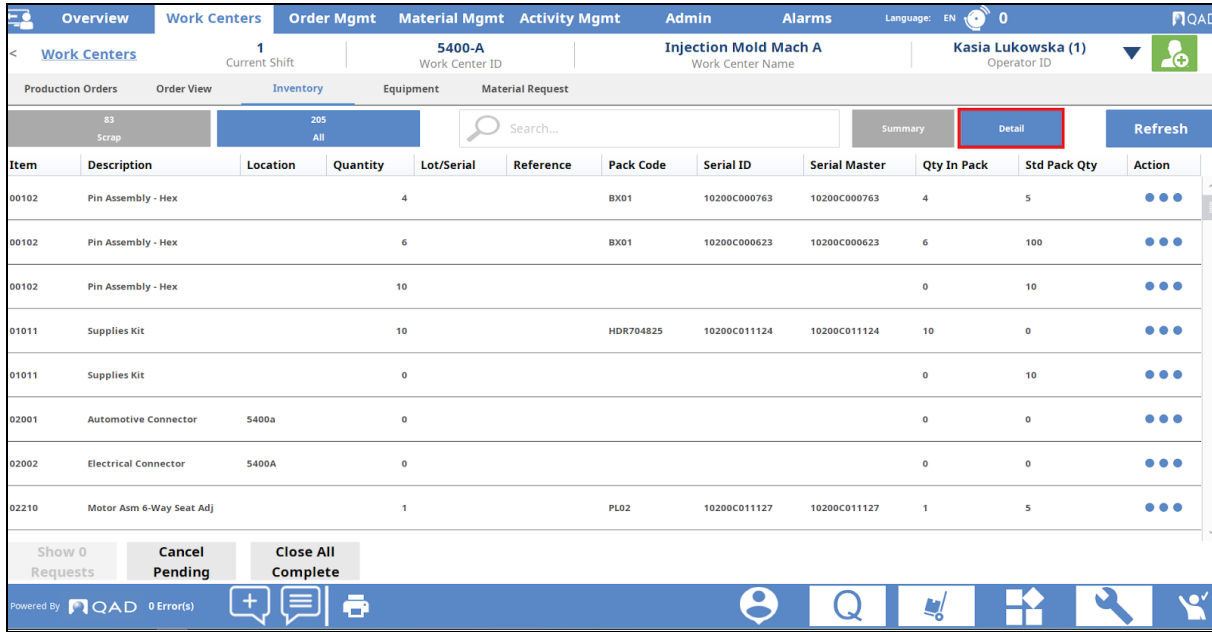 Overview Work Centers Order Mgmt Material Mgmt Activity Mgmt Admin Alarms Language: EN 0 QAD
< Work Centers 1 5400-A Injection Mold Mach A Kasia Lukowska (1)
Current Shift Work Center ID Work Center Name Operator ID
Production Orders Order View Inventory Equipment Material Request
83 205 Search... Summary Detail Refresh
Scrap All
Item Description Location Quantity Lot/Serial Reference Pack Code Serial ID Serial Master Qty In Pack Std Pack Qty Action
00102 Pin Assembly - Hex 4 BX01 10200C000763 10200C000763 4 5
00102 Pin Assembly - Hex 6 BX01 10200C000623 10200C000623 6 100
00102 Pin Assembly - Hex 10 0 10
01011 Supplies Kit 10 HDR704825 10200C011124 10200C011124 10 0
01011 Supplies Kit 0 0 10
02001 Automotive Connector 5400a 0 0 0
02002 Electrical Connector 5400A 0 0 0
02210 Motor Asm 6-Way Seat Adj 1 PL02 10200C011127 10200C011127 1 5
Show 0 Cancel Close All
Requests Pending Complete
Powered By QAD 0 Error(s) Q